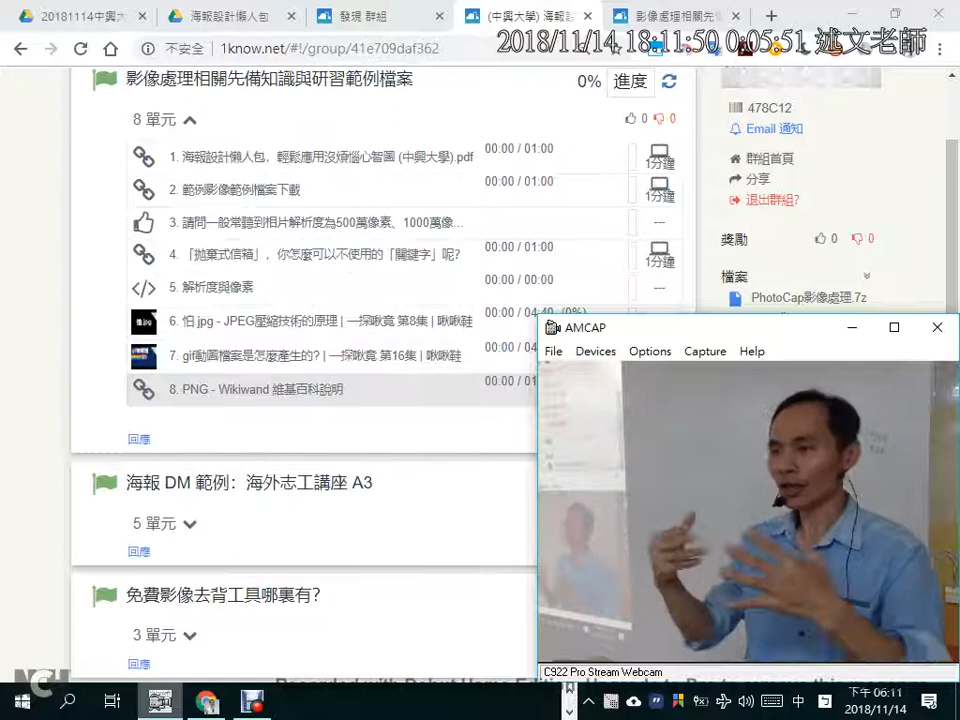 20181114中興大
海報設計懶人包
發現 群組
(中興大學) 海報設
影像處理相關先備
不安全
1know.net/#!/group/41e709daf362
2018/11/14 18:11:50 0:05:51 述文老師
影像處理相關先備知識與研習範例檔案
0% 進度
8 單元
0 0
1. 海報設計懶人包，輕鬆應用沒煩惱心智圖 (中興大學).pdf
00:00 / 01:00
1分鐘
2. 範例影像範例檔案下載
00:00 / 01:00
1分鐘
3. 請問一般常聽到相片解析度為500萬像素、1000萬像...
---
4. 「拋棄式信箱」，你怎麼可以不使用的「關鍵字」呢?
00:00 / 01:00
1分鐘
5. 解析度與像素
00:00 / 00:00
---
6. 怕.jpg - JPEG壓縮技術的原理 | 一探啾竟 第8集 | 啾啾鞋
7. gif動圖檔案是怎麼產生的? | 一探啾竟 第16集 | 啾啾鞋
8. PNG - Wikiwand 維基百科說明
回應
海報 DM 範例：海外志工講座 A3
5 單元
回應
免費影像去背工具哪裏有?
3 單元
回應
478C12
Email 通知
群組首頁
分享
退出群組?
獎勵
0 0
檔案
PhotoCap影像處理.7z
AMCAP
File Devices Options Capture Help
C922 Pro Stream Webcam
NCH
中
下午 06:11
2018/11/14